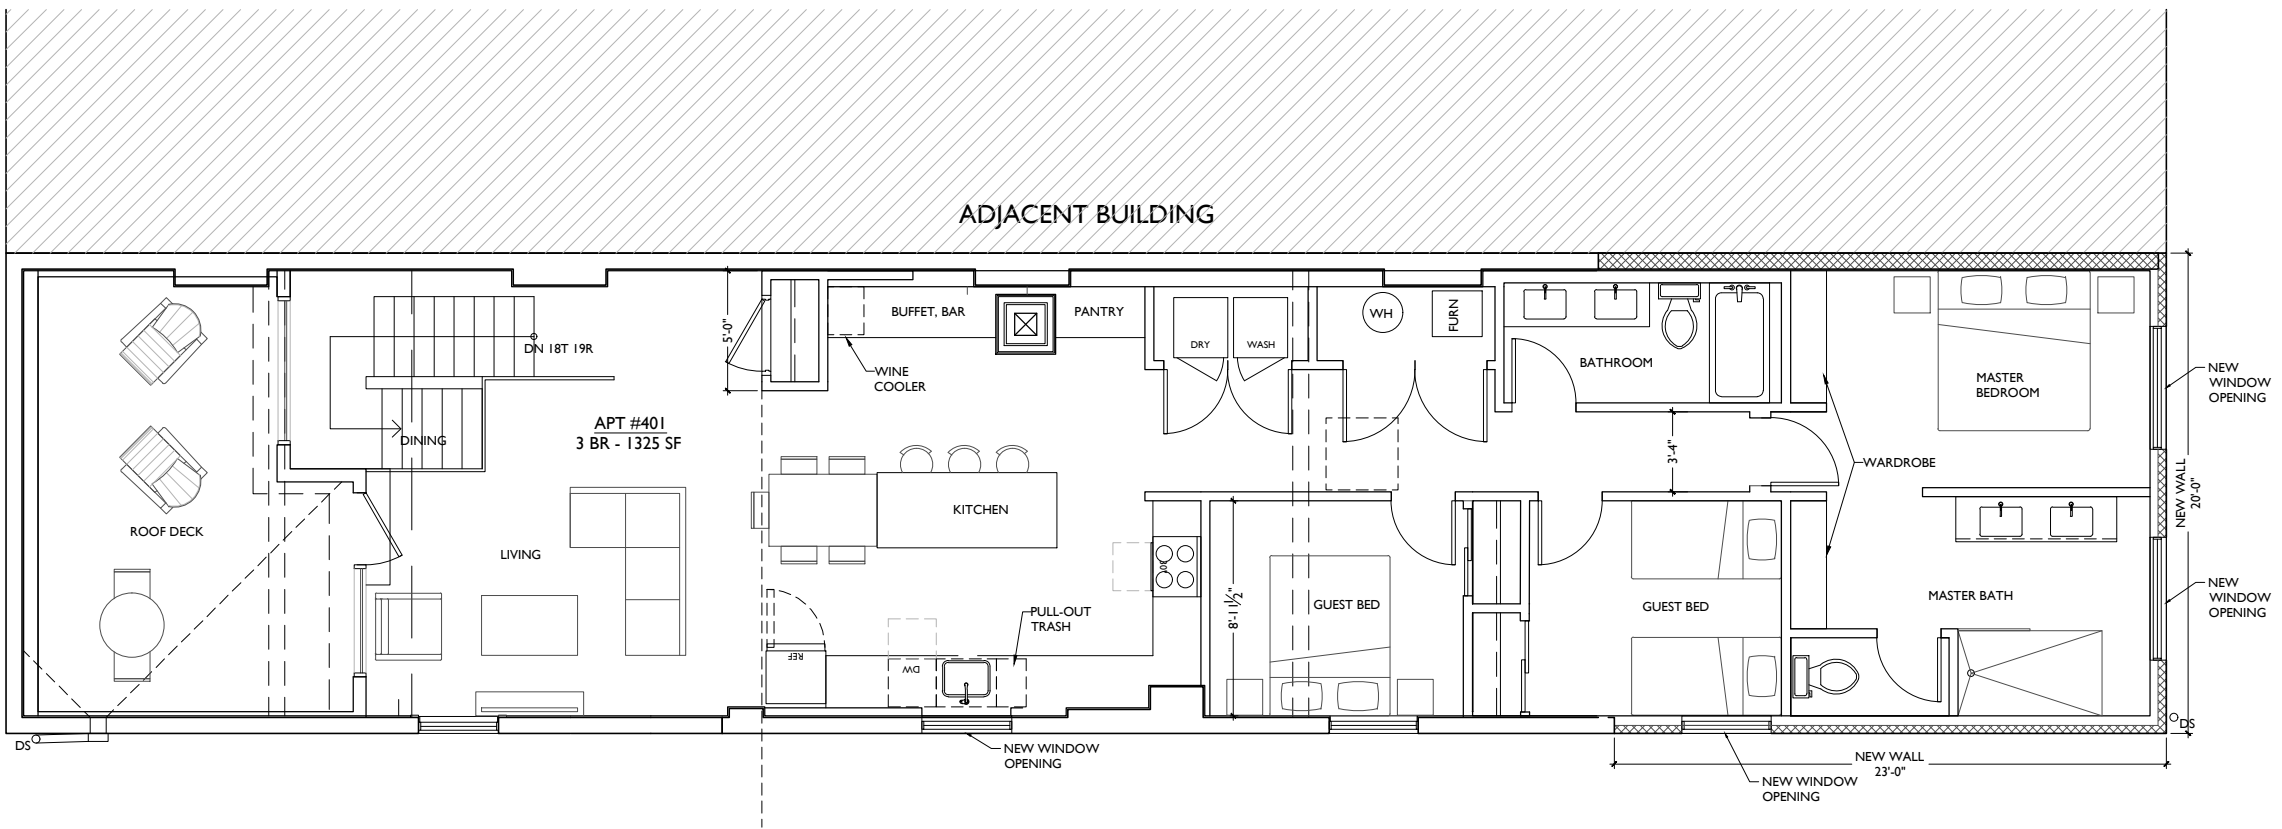 ADJACENT BUILDING
BUFFET, BAR
PANTRY
5'-0"
WINE
COOLER
DRY
WASH
WH
FURN
BATHROOM
MASTER
BEDROOM
NEW
WINDOW
OPENING
DN 18T 19R
DINING
APT #401
3 BR - 1325 SF
3'-4"
WARDROBE
NEW WALL
20'-0"
ROOF DECK
LIVING
KITCHEN
30"
8'-11½"
GUEST BED
GUEST BED
MASTER BATH
NEW
WINDOW
OPENING
PULL-OUT
TRASH
REF
DW
DS
DS
NEW WINDOW
OPENING
NEW WALL
23'-0"
NEW WINDOW
OPENING